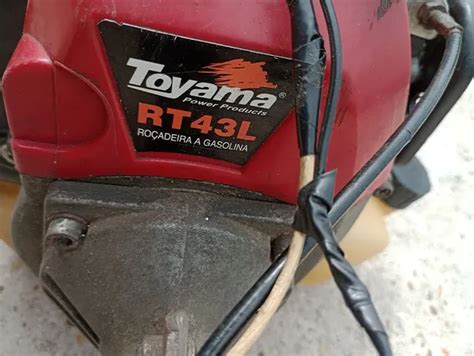 Toyama®
Power Products
RT43L
ROÇADEIRA A GASOLINA